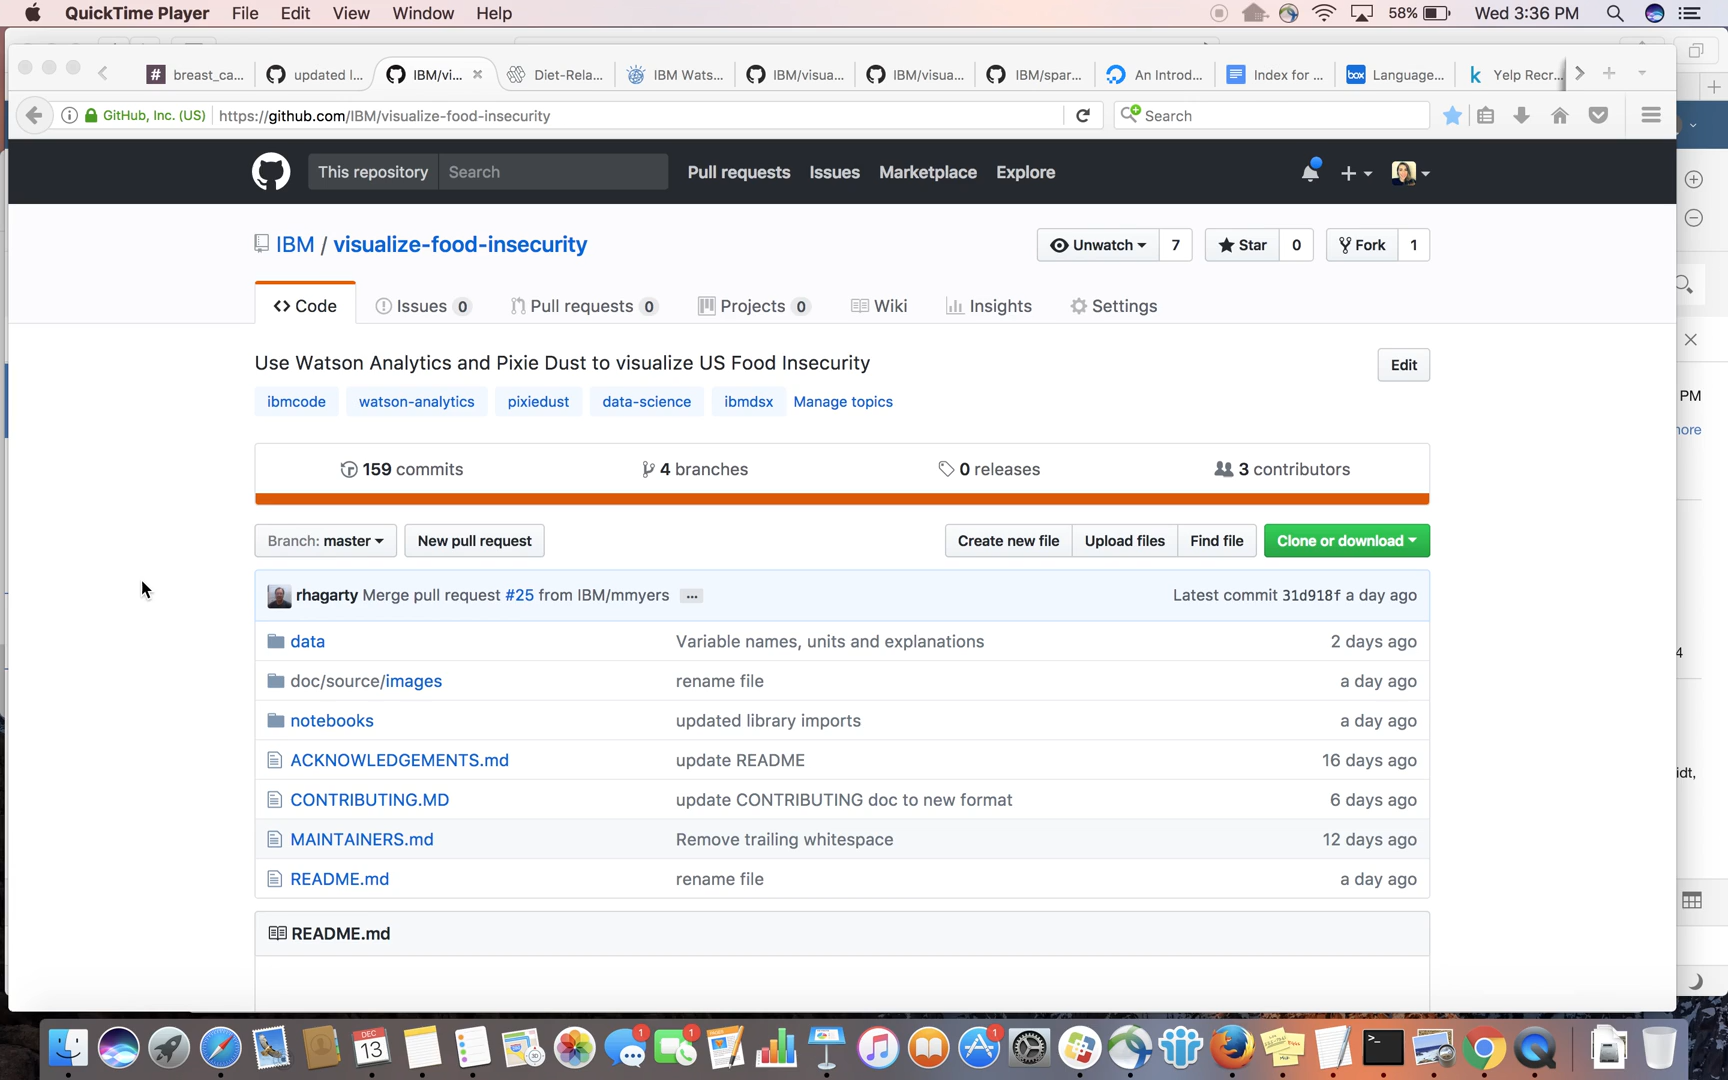 QuickTime Player File Edit View Window Help 58% Wed 3:36 PM
# breast_ca... updated l... IBM/vi... Diet-Rela... IBM Wats... IBM/visua... IBM/visua... IBM/spar... An Introd... Index for ... box Language... k Yelp Recr...
GitHub, Inc. (US) https://github.com/IBM/visualize-food-insecurity Search
This repository Search Pull requests Issues Marketplace Explore
IBM / visualize-food-insecurity Unwatch 7 Star 0 Fork 1
Code Issues 0 Pull requests 0 Projects 0 Wiki Insights Settings
Use Watson Analytics and Pixie Dust to visualize US Food Insecurity Edit
PM
ibmcode watson-analytics pixiedust data-science ibmdsx Manage topics
ore
159 commits 4 branches 0 releases 3 contributors
Branch: master New pull request Create new file Upload files Find file Clone or download
rhagarty Merge pull request #25 from IBM/mmyers ... Latest commit 31d918f a day ago
data Variable names, units and explanations 2 days ago
4
doc/source/images rename file a day ago
notebooks updated library imports a day ago
ACKNOWLEDGEMENTS.md update README 16 days ago
idt,
CONTRIBUTING.MD update CONTRIBUTING doc to new format 6 days ago
MAINTAINERS.md Remove trailing whitespace 12 days ago
README.md rename file a day ago
README.md
DEC
13
1 1 1